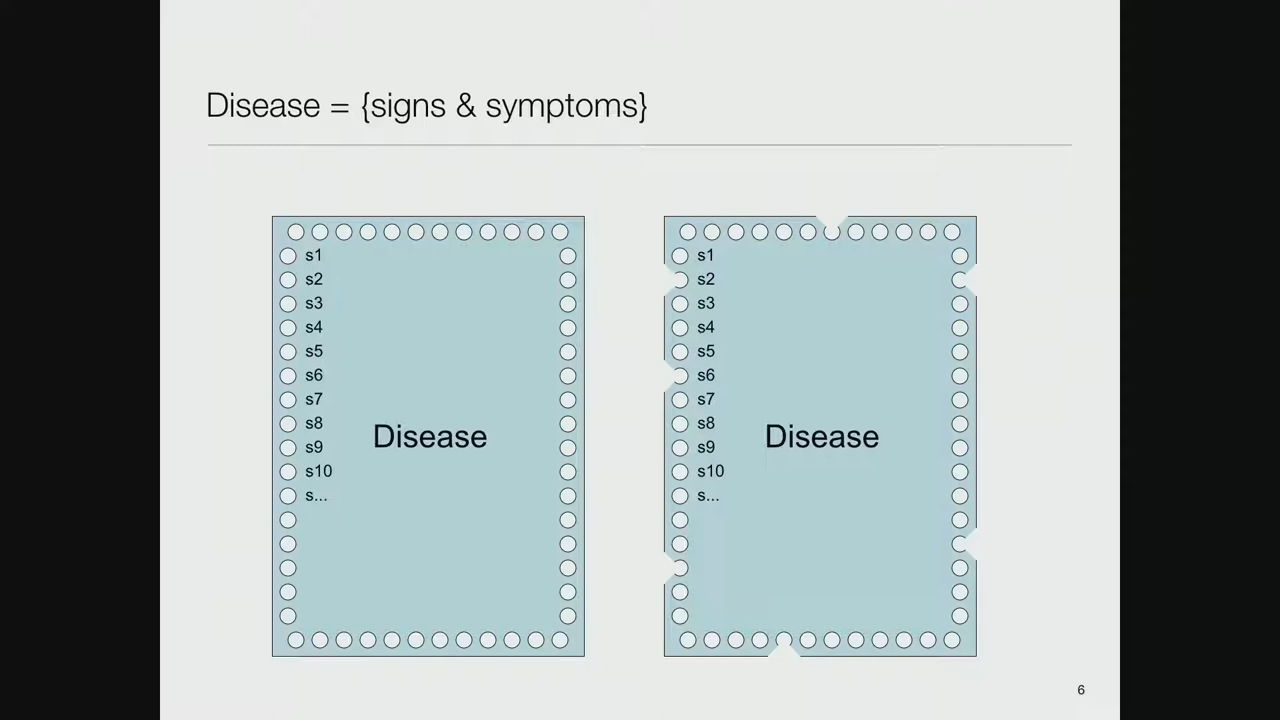 Disease = {signs & symptoms}
s1
s2
s3
s4
s5
s6
s7
s8
s9
s10
s...
Disease
s1
s2
s3
s4
s5
s6
s7
s8
s9
s10
s...
Disease
6